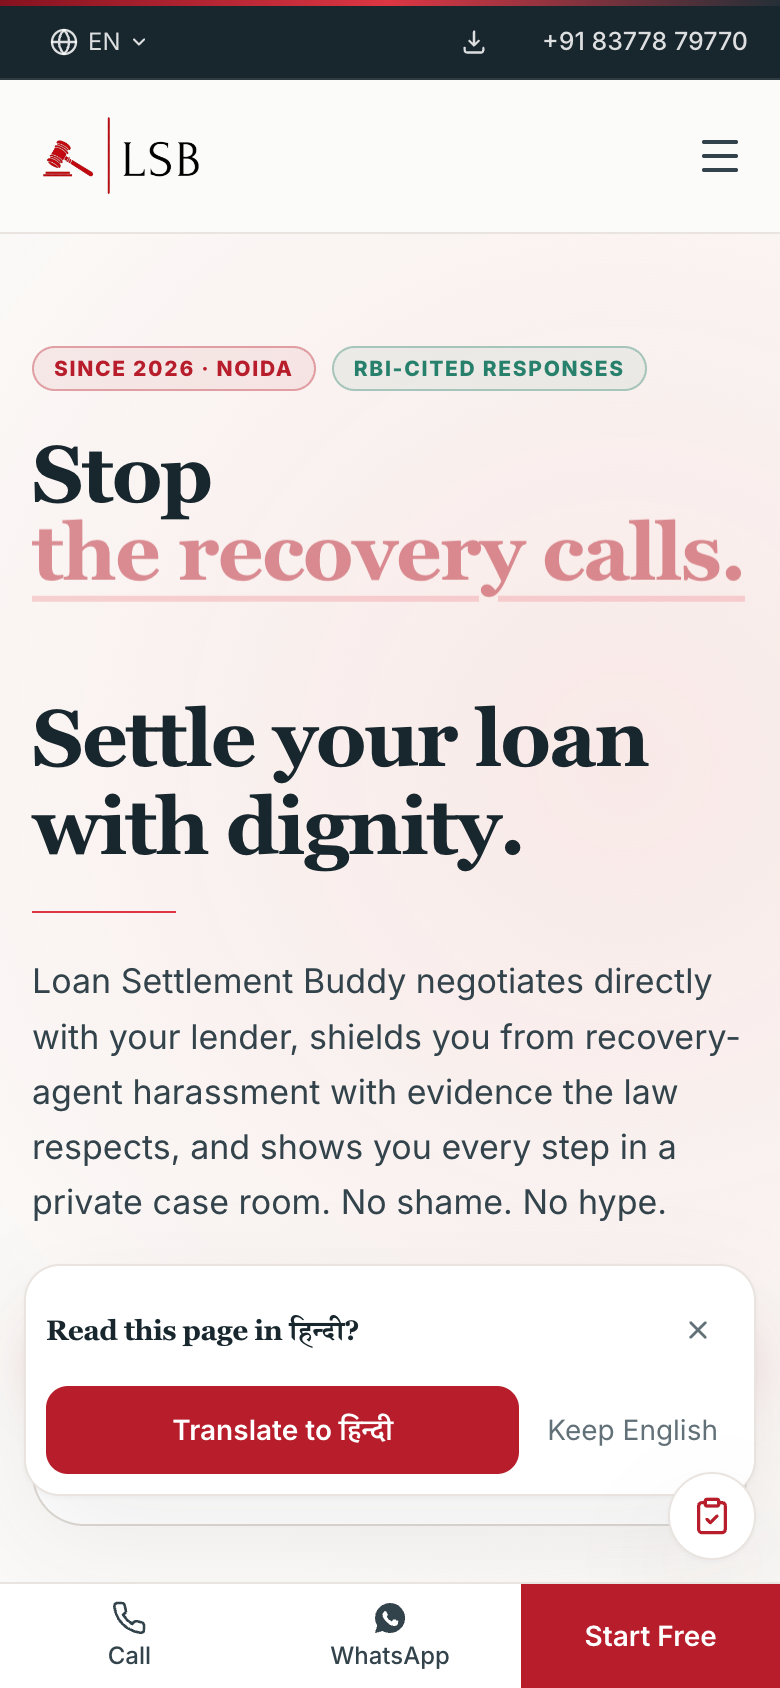 EN
+91 83778 79770
LSB
SINCE 2026 · NOIDA
RBI-CITED RESPONSES
Stop
the recovery calls.
Settle your loan
with dignity.
Loan Settlement Buddy negotiates directly
with your lender, shields you from recovery-
agent harassment with evidence the law
respects, and shows you every step in a
private case room. No shame. No hype.
Read this page in हिन्दी?
Translate to हिन्दी
Keep English
Call
WhatsApp
Start Free